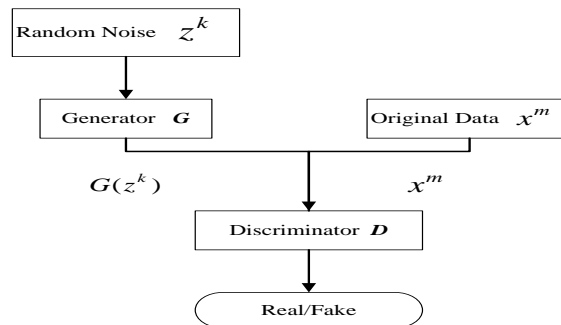 Random Noise z^k
Generator G
Original Data x^m
G(z^k)
x^m
Discriminator D
Real/Fake